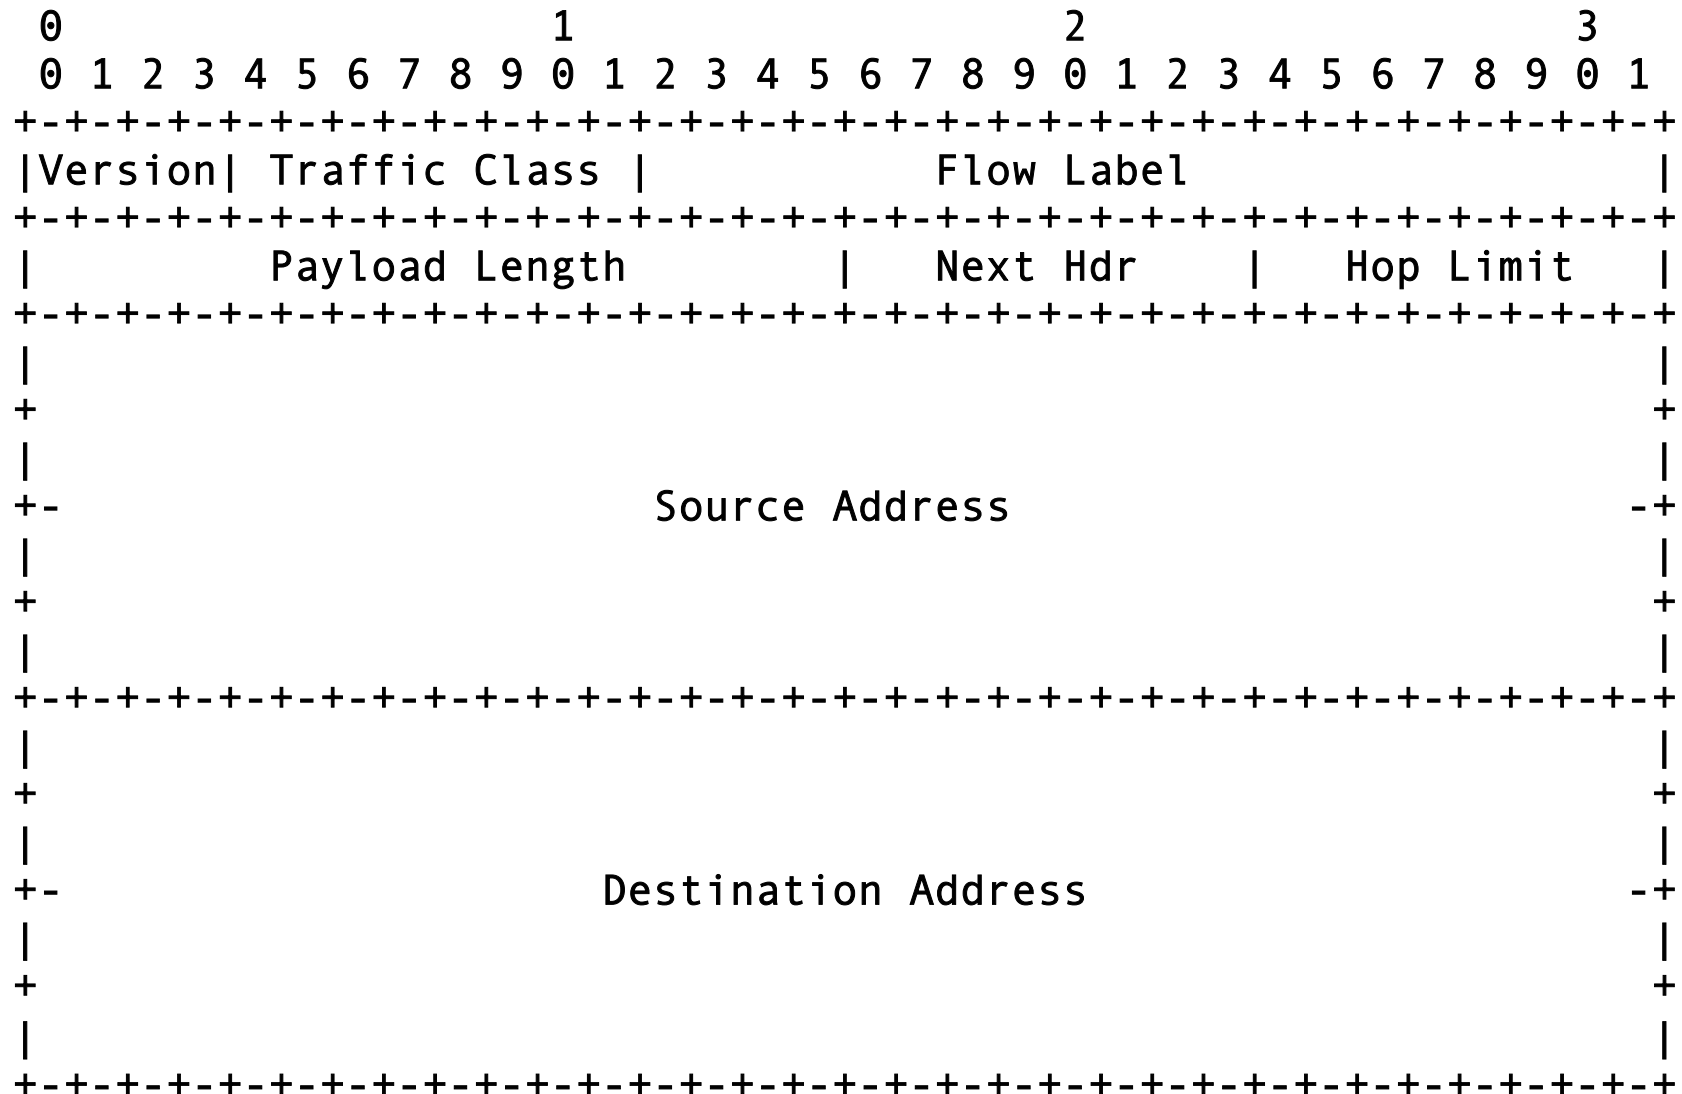 0                   1                   2                   3
 0 1 2 3 4 5 6 7 8 9 0 1 2 3 4 5 6 7 8 9 0 1 2 3 4 5 6 7 8 9 0 1
+-+-+-+-+-+-+-+-+-+-+-+-+-+-+-+-+-+-+-+-+-+-+-+-+-+-+-+-+-+-+-+-+
|Version| Traffic Class |           Flow Label                  |
+-+-+-+-+-+-+-+-+-+-+-+-+-+-+-+-+-+-+-+-+-+-+-+-+-+-+-+-+-+-+-+-+
|         Payload Length        |   Next Hdr    |   Hop Limit   |
+-+-+-+-+-+-+-+-+-+-+-+-+-+-+-+-+-+-+-+-+-+-+-+-+-+-+-+-+-+-+-+-+
|                                                               |
+                                                               +
|                                                               |
+-                       Source Address                        -+
|                                                               |
+                                                               +
|                                                               |
+-+-+-+-+-+-+-+-+-+-+-+-+-+-+-+-+-+-+-+-+-+-+-+-+-+-+-+-+-+-+-+-+
|                                                               |
+                                                               +
|                                                               |
+-                     Destination Address                     -+
|                                                               |
+                                                               +
|                                                               |
+-+-+-+-+-+-+-+-+-+-+-+-+-+-+-+-+-+-+-+-+-+-+-+-+-+-+-+-+-+-+-+-+